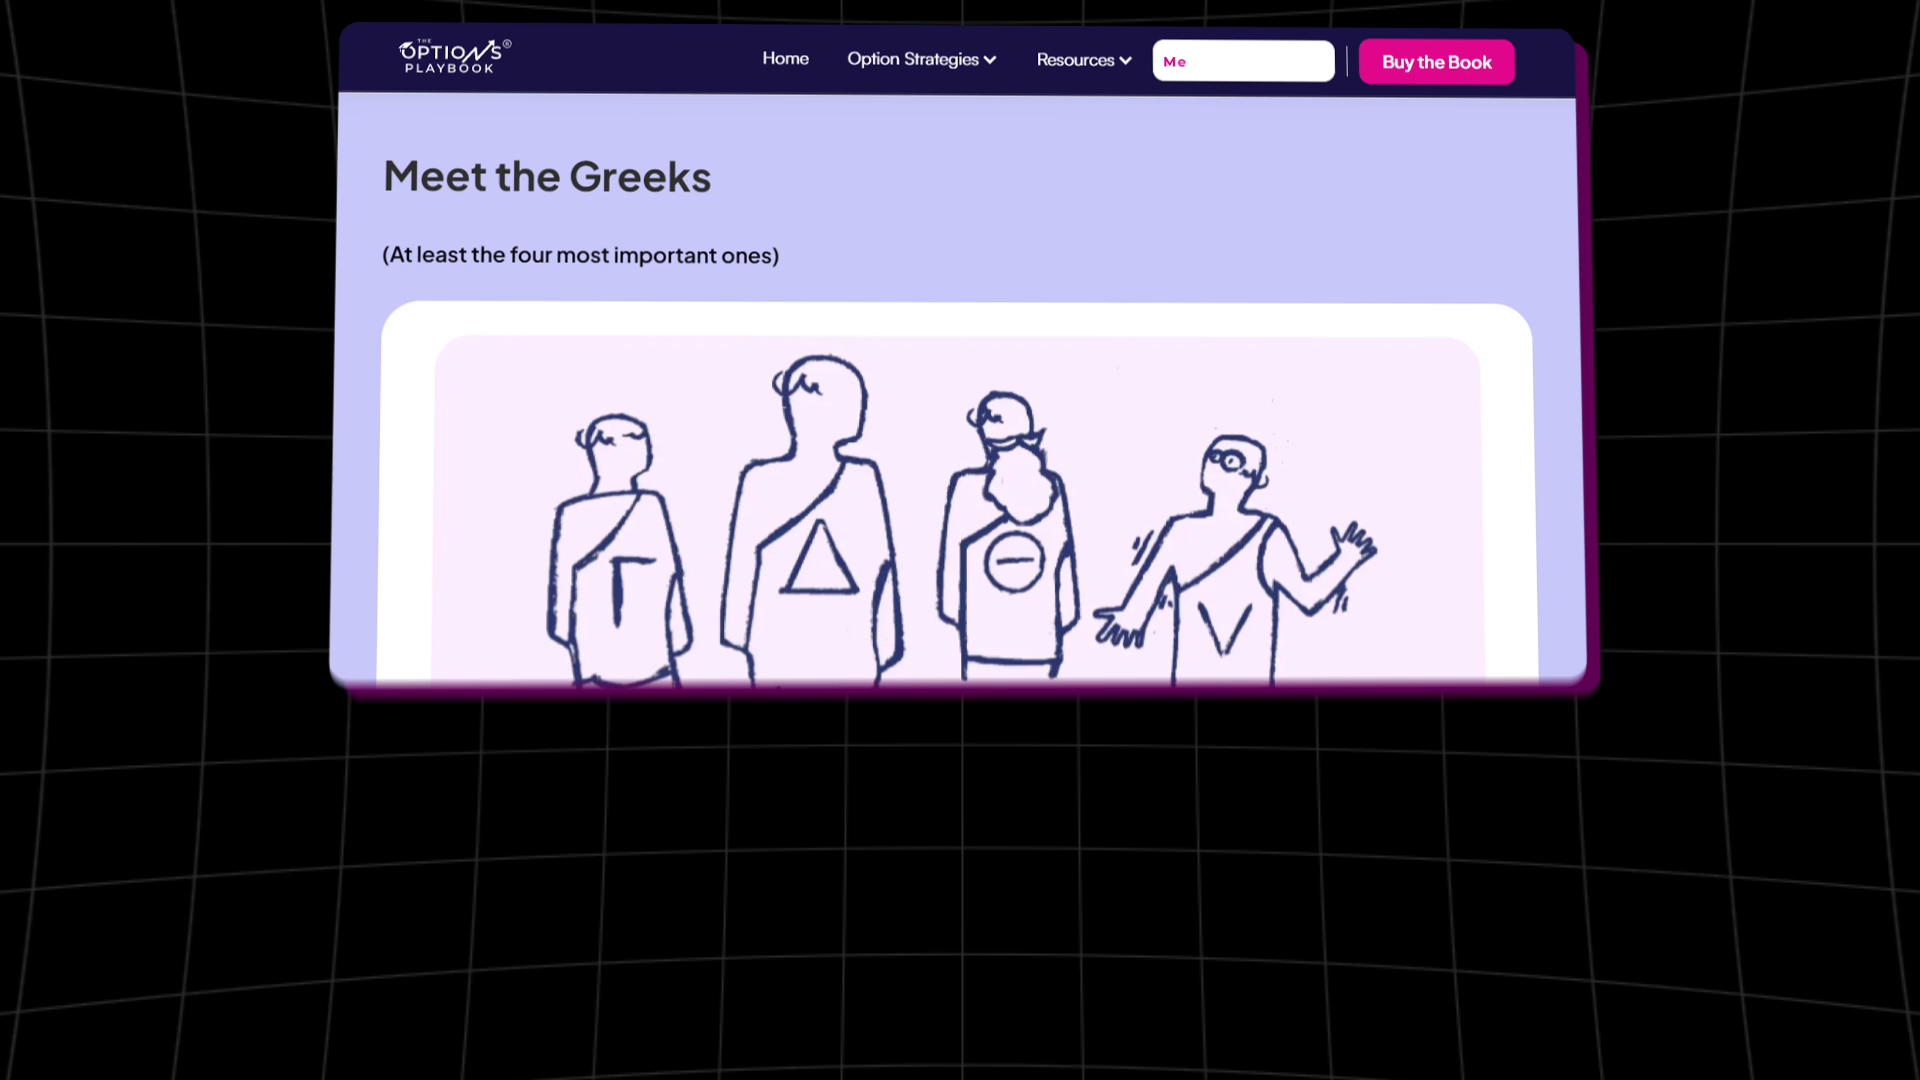 THE
OPTIONS®
PLAYBOOK
Home
Option Strategies
Resources
Me
Buy the Book
Meet the Greeks
(At least the four most important ones)
Γ
Δ
Θ
V